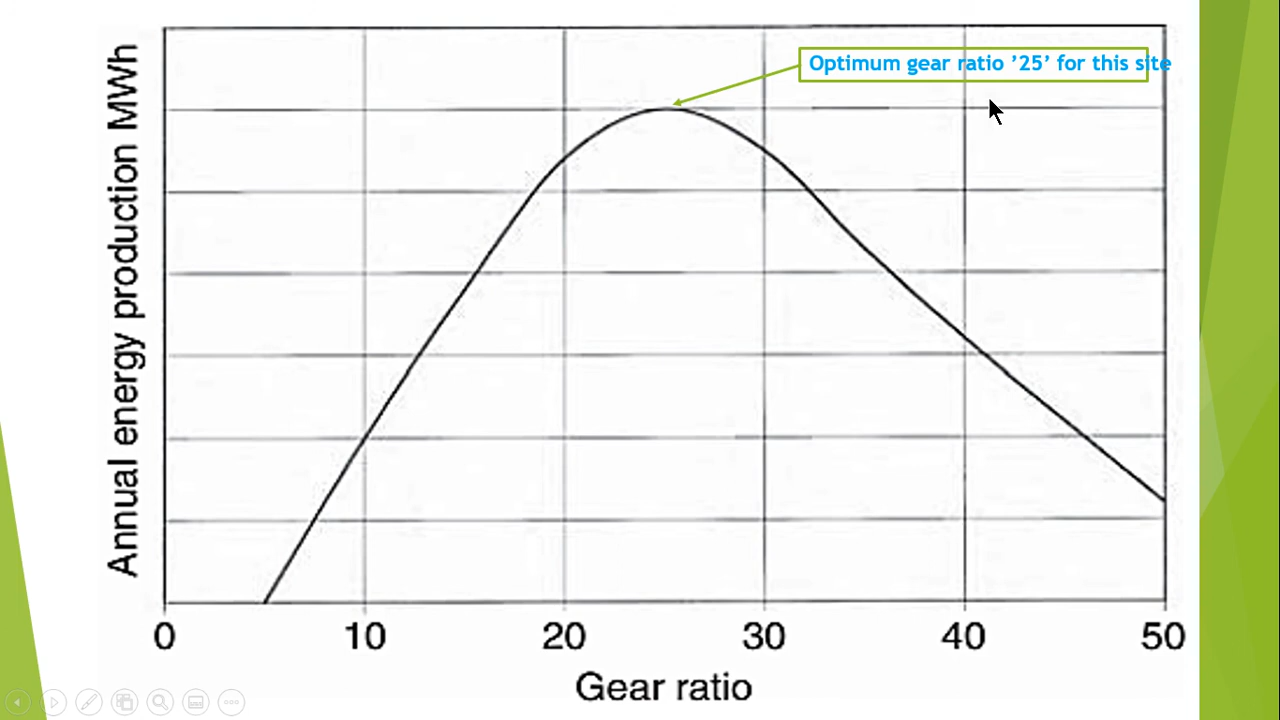 Optimum gear ratio ’25’ for this site
Annual energy production MWh
0 10 20 30 40 50
Gear ratio